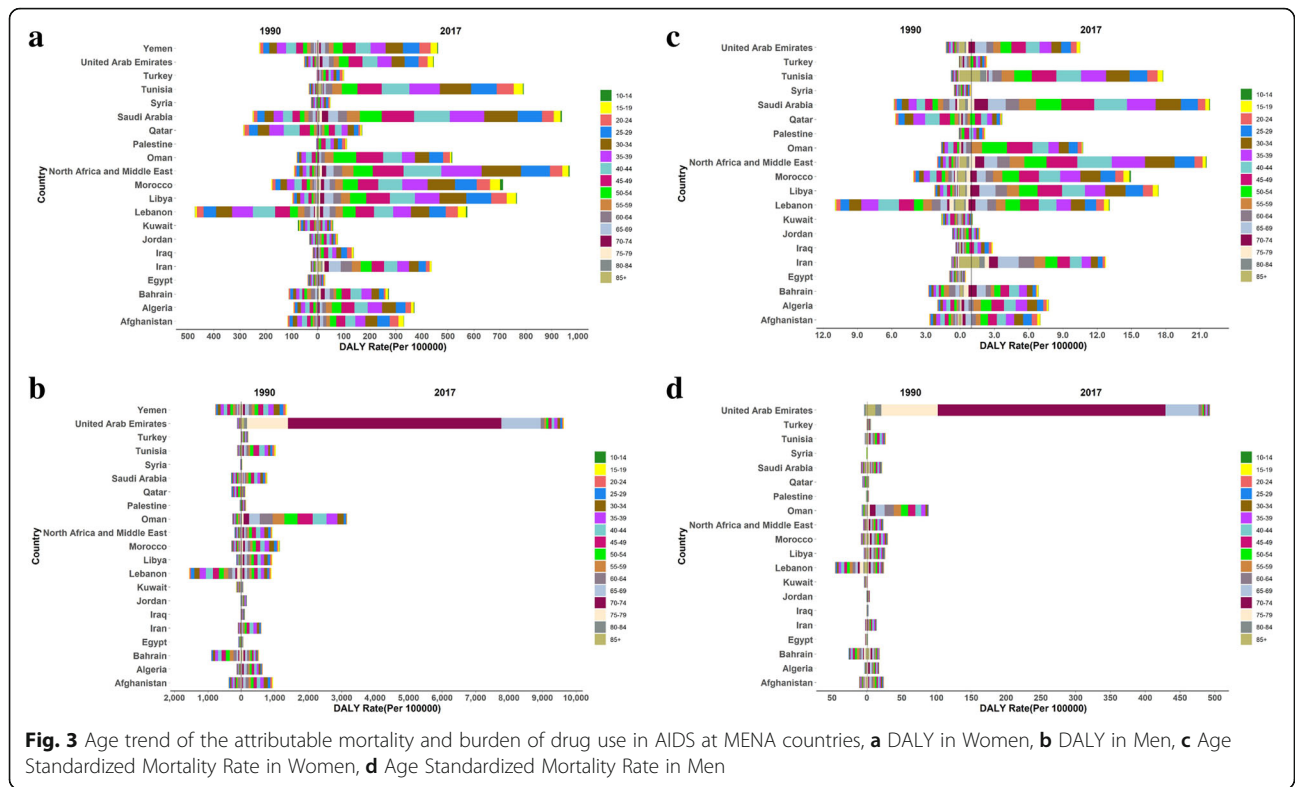 a
1990 2017
Country
Yemen
United Arab Emirates
Turkey
Tunisia
Syria
Saudi Arabia
Qatar
Palestine
Oman
North Africa and Middle East
Morocco
Libya
Lebanon
Kuwait
Jordan
Iraq
Iran
Egypt
Bahrain
Algeria
Afghanistan
500 400 300 200 100 0 100 200 300 400 500 600 700 800 900 1,000
DALY Rate(Per 100000)
10-14
15-19
20-24
25-29
30-34
35-39
40-44
45-49
50-54
55-59
60-64
65-69
70-74
75-79
80-84
85+
c
1990 2017
Country
United Arab Emirates
Turkey
Tunisia
Syria
Saudi Arabia
Qatar
Palestine
Oman
North Africa and Middle East
Morocco
Libya
Lebanon
Kuwait
Jordan
Iraq
Iran
Egypt
Bahrain
Algeria
Afghanistan
12.0 9.0 6.0 3.0 0.0 3.0 6.0 9.0 12.0 15.0 18.0 21.0
DALY Rate(Per 100000)
10-14
15-19
20-24
25-29
30-34
35-39
40-44
45-49
50-54
55-59
60-64
65-69
70-74
75-79
80-84
85+
b
1990 2017
Country
Yemen
United Arab Emirates
Turkey
Tunisia
Syria
Saudi Arabia
Qatar
Palestine
Oman
North Africa and Middle East
Morocco
Libya
Lebanon
Kuwait
Jordan
Iraq
Iran
Egypt
Bahrain
Algeria
Afghanistan
2,000 1,000 0 1,000 2,000 3,000 4,000 5,000 6,000 7,000 8,000 9,000 10,000
DALY Rate(Per 100000)
10-14
15-19
20-24
25-29
30-34
35-39
40-44
45-49
50-54
55-59
60-64
65-69
70-74
75-79
80-84
85+
d
1990 2017
Country
United Arab Emirates
Turkey
Tunisia
Syria
Saudi Arabia
Qatar
Palestine
Oman
North Africa and Middle East
Morocco
Libya
Lebanon
Kuwait
Jordan
Iraq
Iran
Egypt
Bahrain
Algeria
Afghanistan
50 0 50 100 150 200 250 300 350 400 450 500
DALY Rate(Per 100000)
10-14
15-19
20-24
25-29
30-34
35-39
40-44
45-49
50-54
55-59
60-64
65-69
70-74
75-79
80-84
85+
Fig. 3 Age trend of the attributable mortality and burden of drug use in AIDS at MENA countries, a DALY in Women, b DALY in Men, c Age
Standardized Mortality Rate in Women, d Age Standardized Mortality Rate in Men